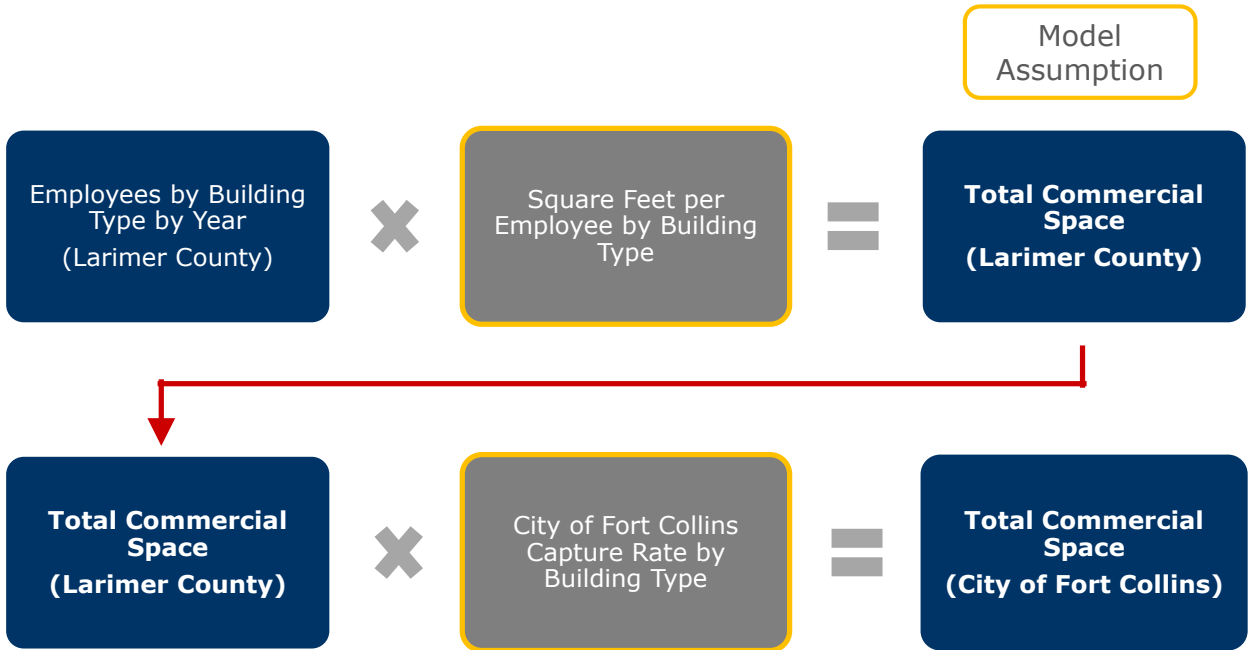 Model
Assumption
Employees by Building
Type by Year
(Larimer County)
Square Feet per
Employee by Building
Type
Total Commercial
Space
(Larimer County)
Total Commercial
Space
(Larimer County)
City of Fort Collins
Capture Rate by
Building Type
Total Commercial
Space
(City of Fort Collins)